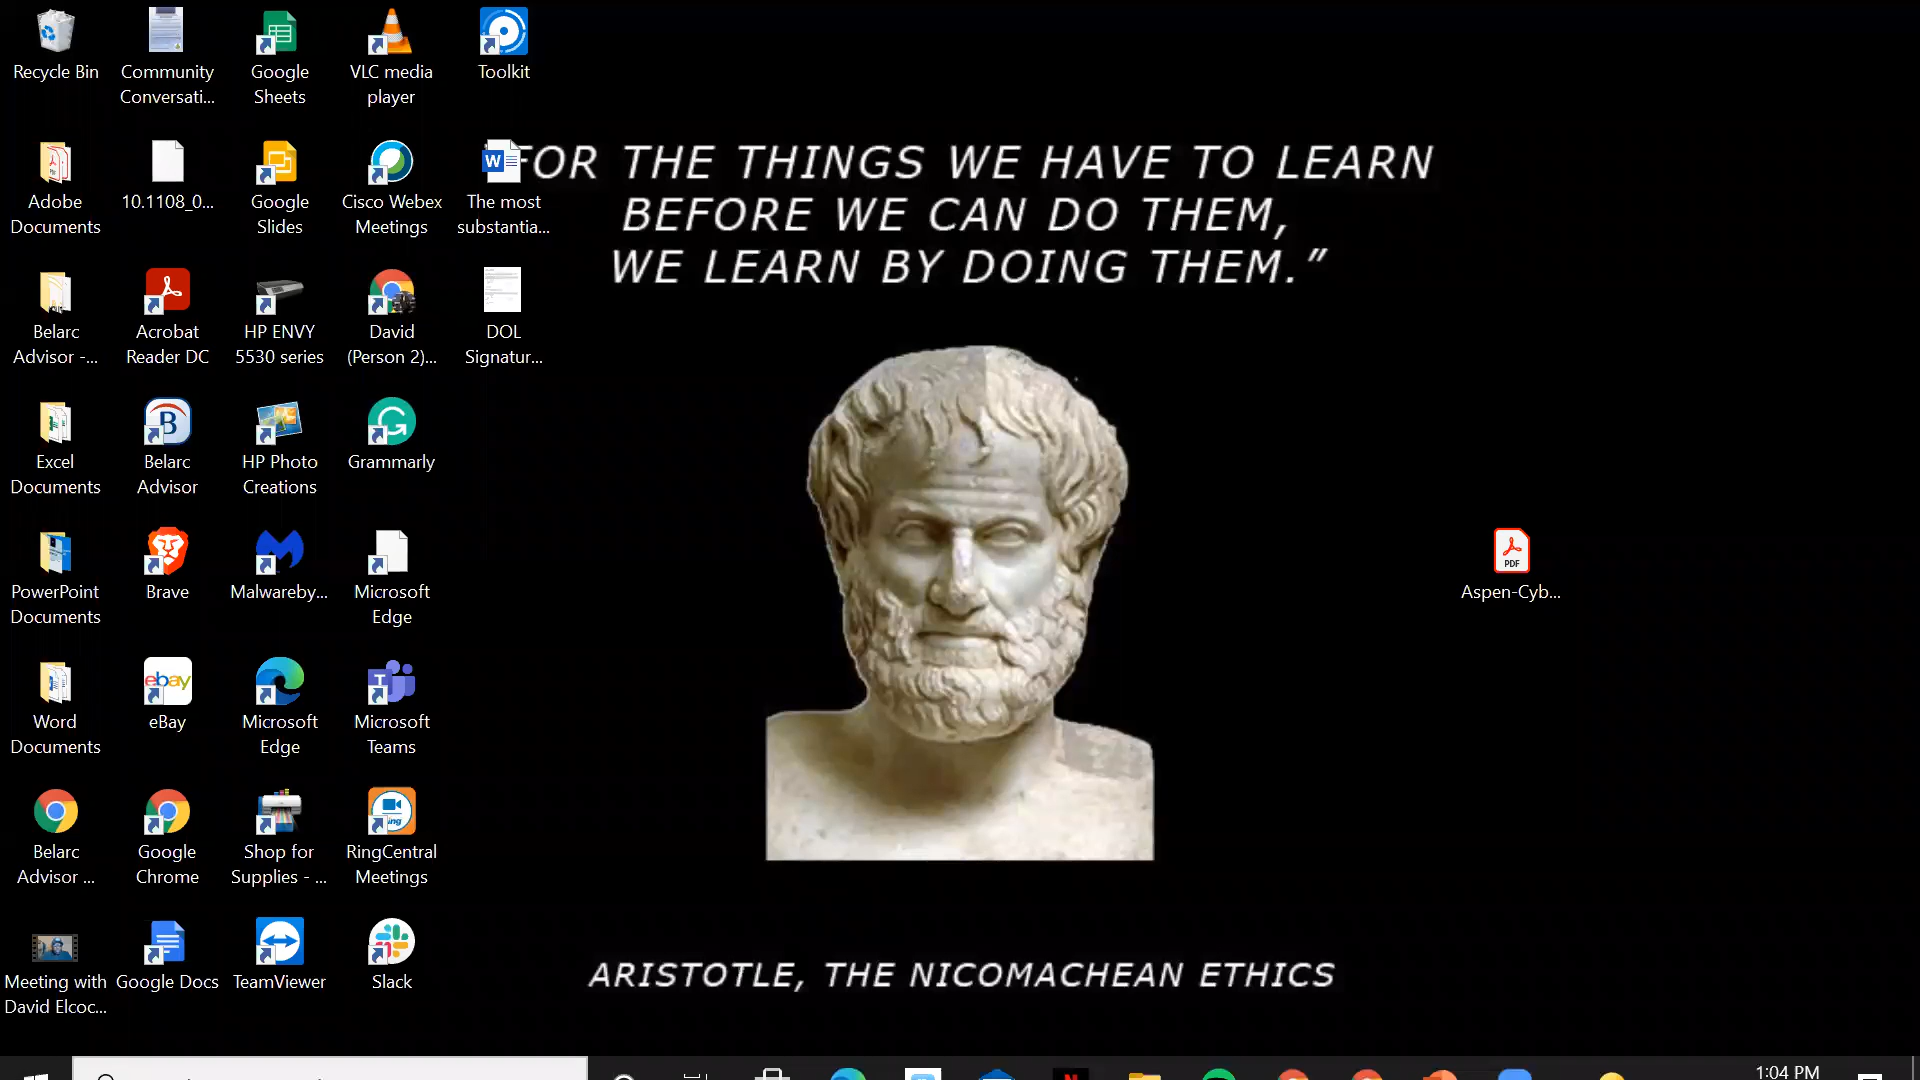 Recycle Bin
Community
Conversati...
Google
Sheets
VLC media
player
Toolkit
Adobe
Documents
10.1108_0...
Google
Slides
Cisco Webex
Meetings
W
The most
substantia...
FOR THE THINGS WE HAVE TO LEARN
BEFORE WE CAN DO THEM,
WE LEARN BY DOING THEM.”
Belarc
Advisor -...
Acrobat
Reader DC
HP ENVY
5530 series
David
(Person 2)...
DOL
Signatur...
Excel
Documents
B
Belarc
Advisor
HP Photo
Creations
Grammarly
PowerPoint
Documents
Brave
Malwareby...
Microsoft
Edge
PDF
Aspen-Cyb...
Word
Documents
ebay
eBay
Microsoft
Edge
T
Microsoft
Teams
Belarc
Advisor ...
Google
Chrome
Shop for
Supplies - ...
ring
RingCentral
Meetings
Meeting with
David Elcoc...
Google Docs
TeamViewer
Slack
ARISTOTLE, THE NICOMACHEAN ETHICS
1:04 PM